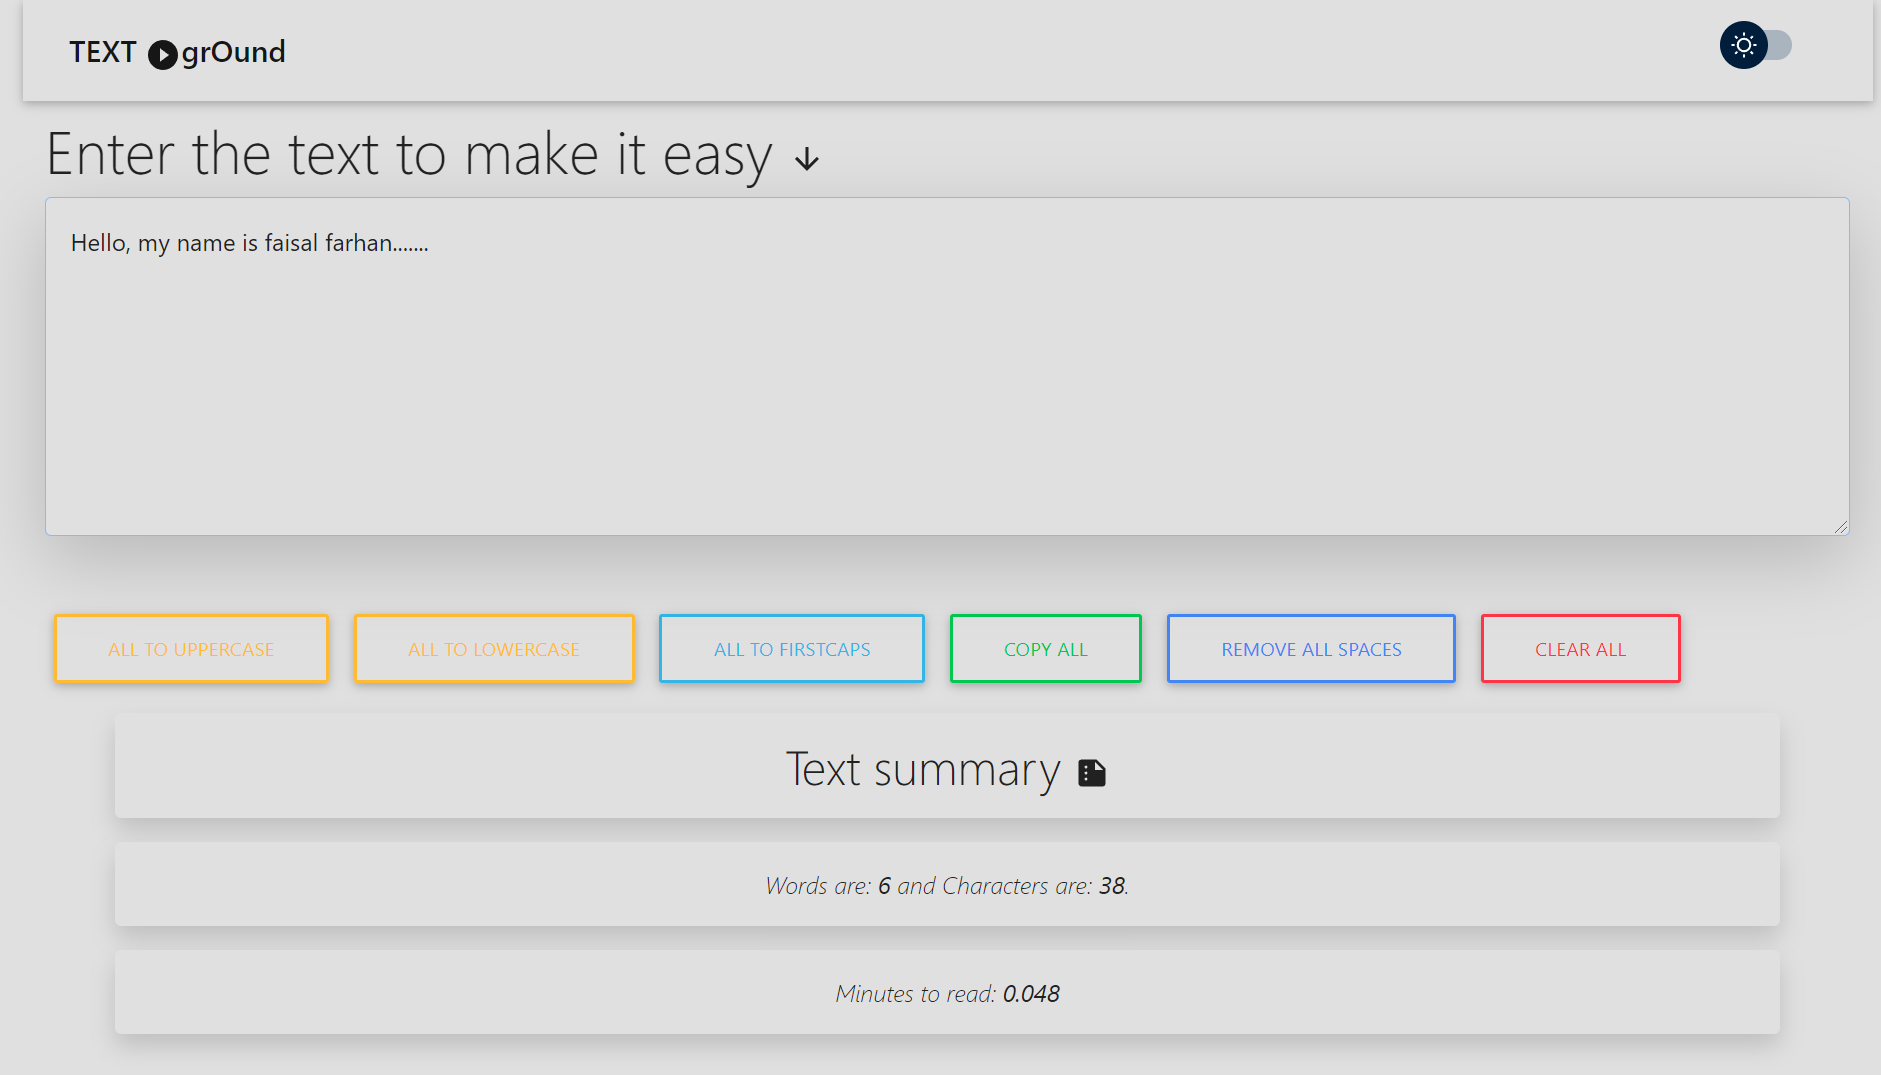 TEXT grOund
Enter the text to make it easy
Hello, my name is faisal farhan.......
ALL TO UPPERCASE ALL TO LOWERCASE ALL TO FIRSTCAPS COPY ALL REMOVE ALL SPACES CLEAR ALL
Text summary
Words are: 6 and Characters are: 38.
Minutes to read: 0.048